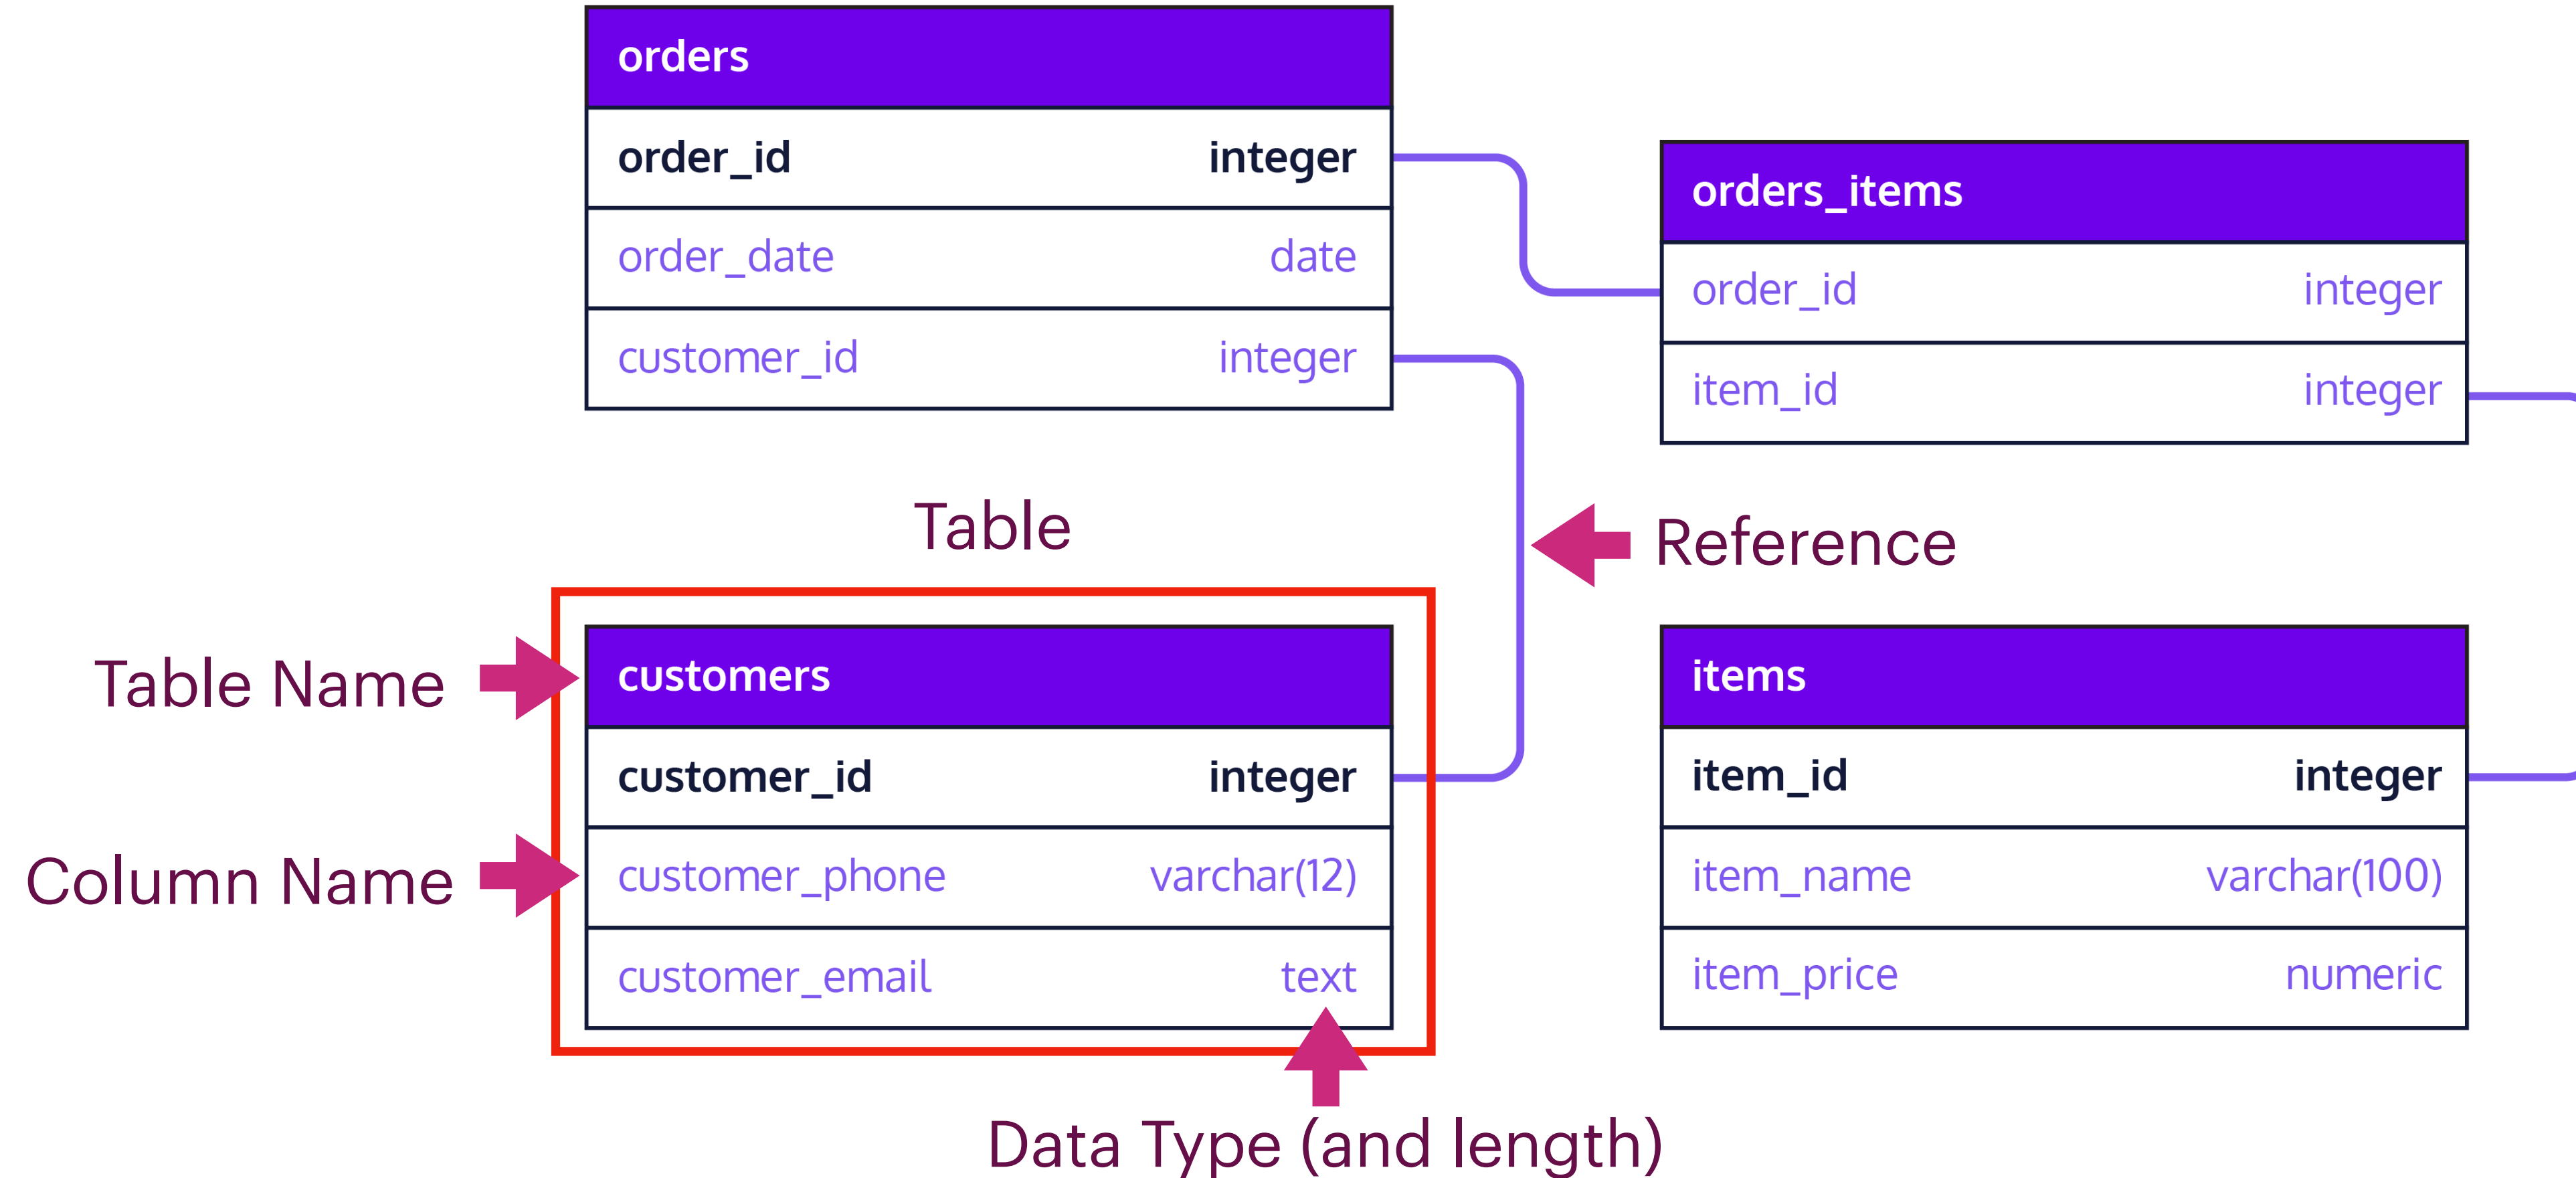 orders
order_id integer
order_date date
customer_id integer
orders_items
order_id integer
item_id integer
Table
Reference
Table Name
customers
customer_id integer
Column Name
customer_phone varchar(12)
customer_email text
items
item_id integer
item_name varchar(100)
item_price numeric
Data Type (and length)